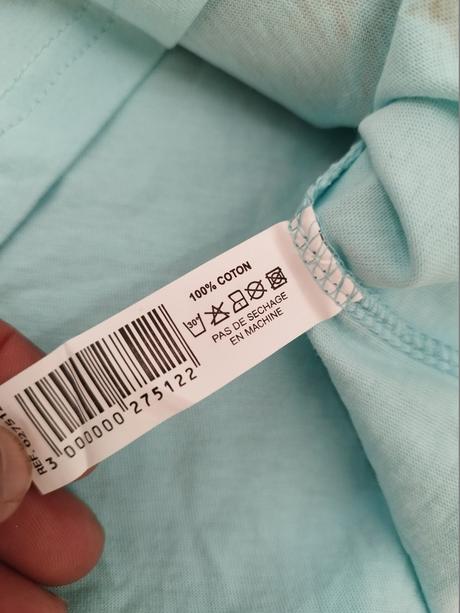 100% COTON
30°
PAS DE SECHAGE
EN MACHINE
3 000000 275122